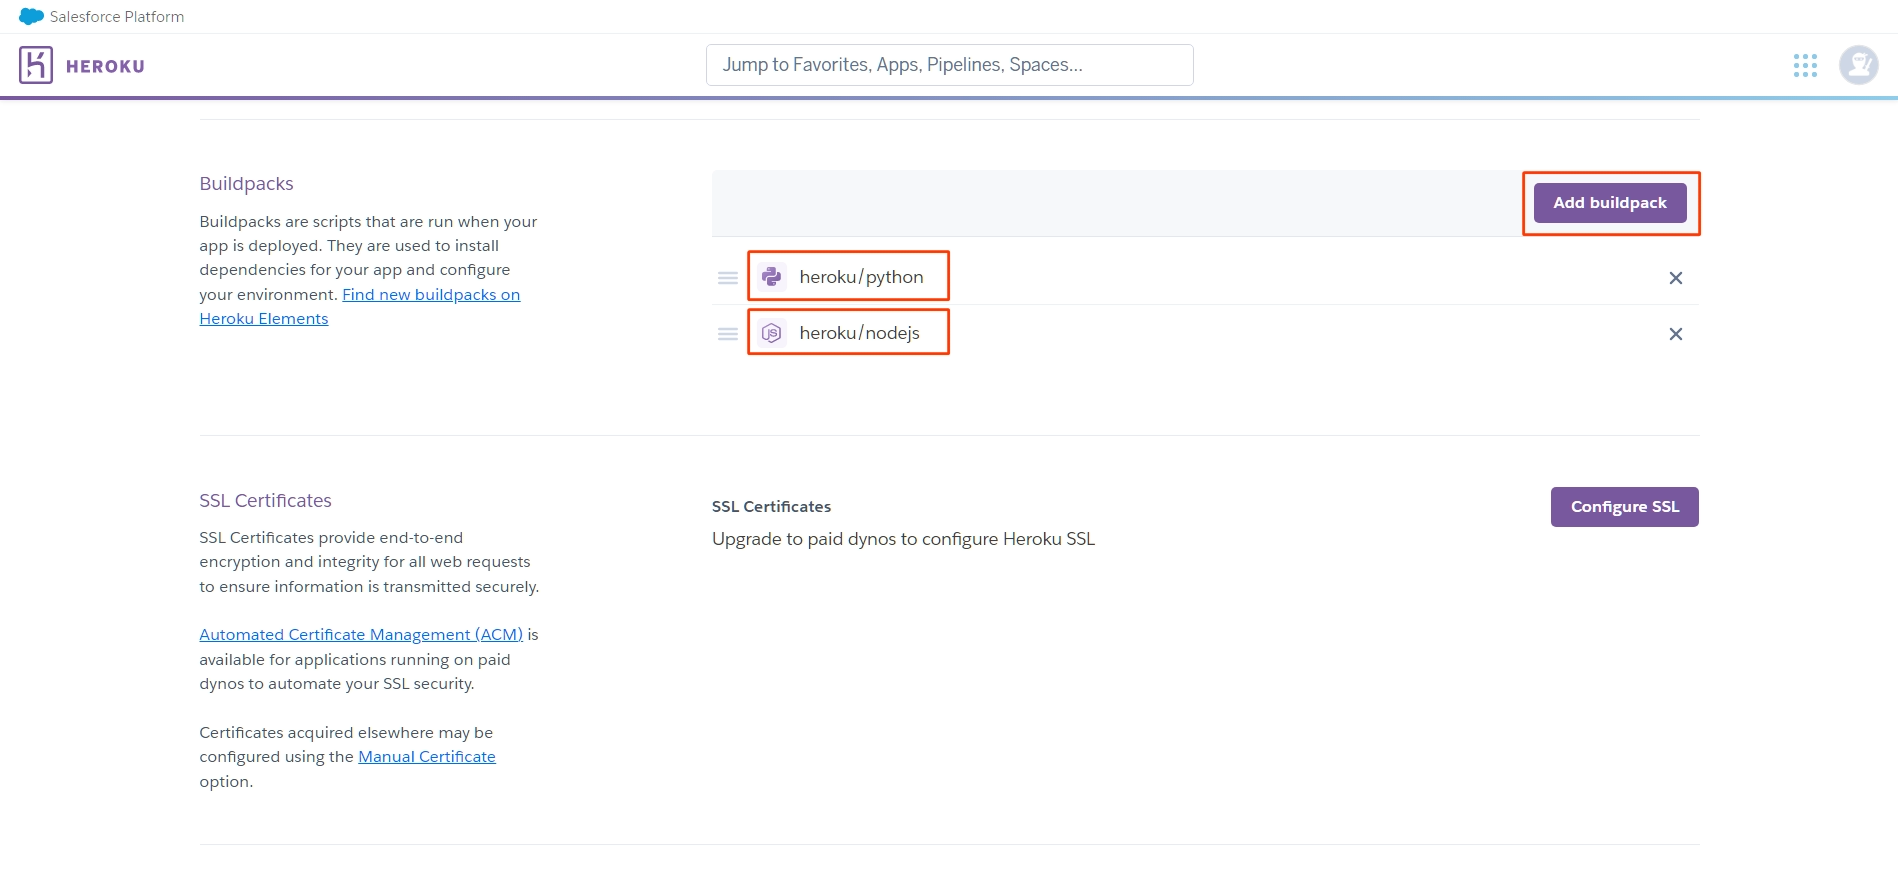 Salesforce Platform
HEROKU
Jump to Favorites, Apps, Pipelines, Spaces...
Buildpacks
Buildpacks are scripts that are run when your
app is deployed. They are used to install
dependencies for your app and configure
your environment. Find new buildpacks on
Heroku Elements
Add buildpack
heroku/python
JS heroku/nodejs
SSL Certificates
SSL Certificates provide end-to-end
encryption and integrity for all web requests
to ensure information is transmitted securely.
Automated Certificate Management (ACM) is
available for applications running on paid
dynos to automate your SSL security.
Certificates acquired elsewhere may be
configured using the Manual Certificate
option.
SSL Certificates
Upgrade to paid dynos to configure Heroku SSL
Configure SSL